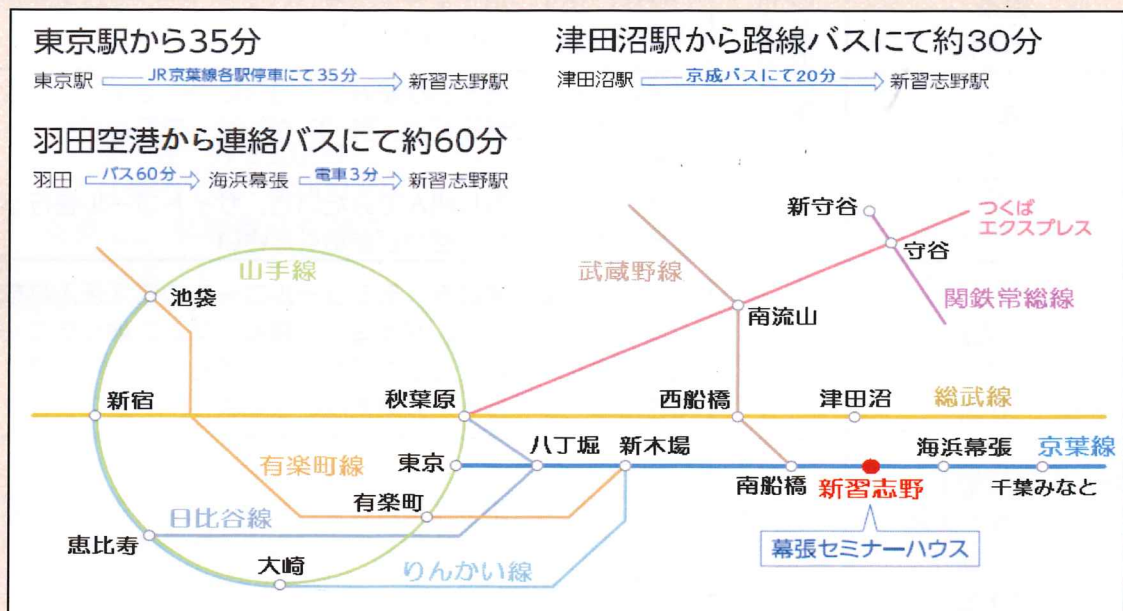 東京駅から35分
東京駅 JR京葉線各駅停車にて35分 新習志野駅
津田沼駅から路線バスにて約30分
津田沼駅 京成バスにて20分 新習志野駅
羽田空港から連絡バスにて約60分
羽田 バス60分 海浜幕張 電車3分 新習志野駅
新守谷
つくば
エクスプレス
守谷
山手線
武蔵野線
関鉄常総線
池袋
南流山
新宿
秋葉原
西船橋
津田沼
総武線
八丁堀
新木場
海浜幕張
京葉線
有楽町線
東京
南船橋
新習志野
千葉みなと
有楽町
日比谷線
恵比寿
幕張セミナーハウス
大崎
りんかい線